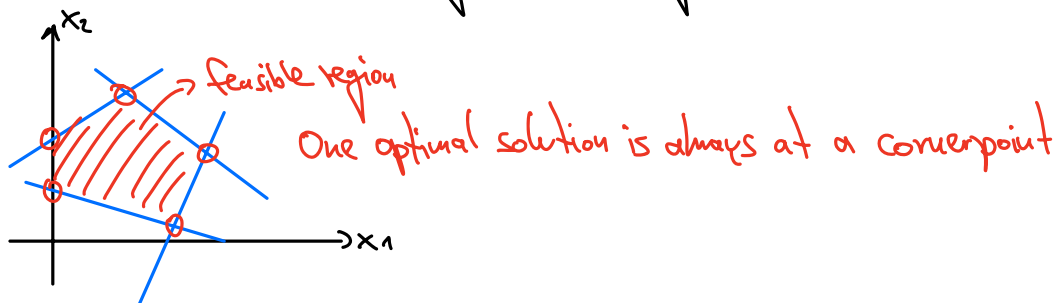 x₂
feasible region
One optimal solution is always at a cornerpoint
x₁